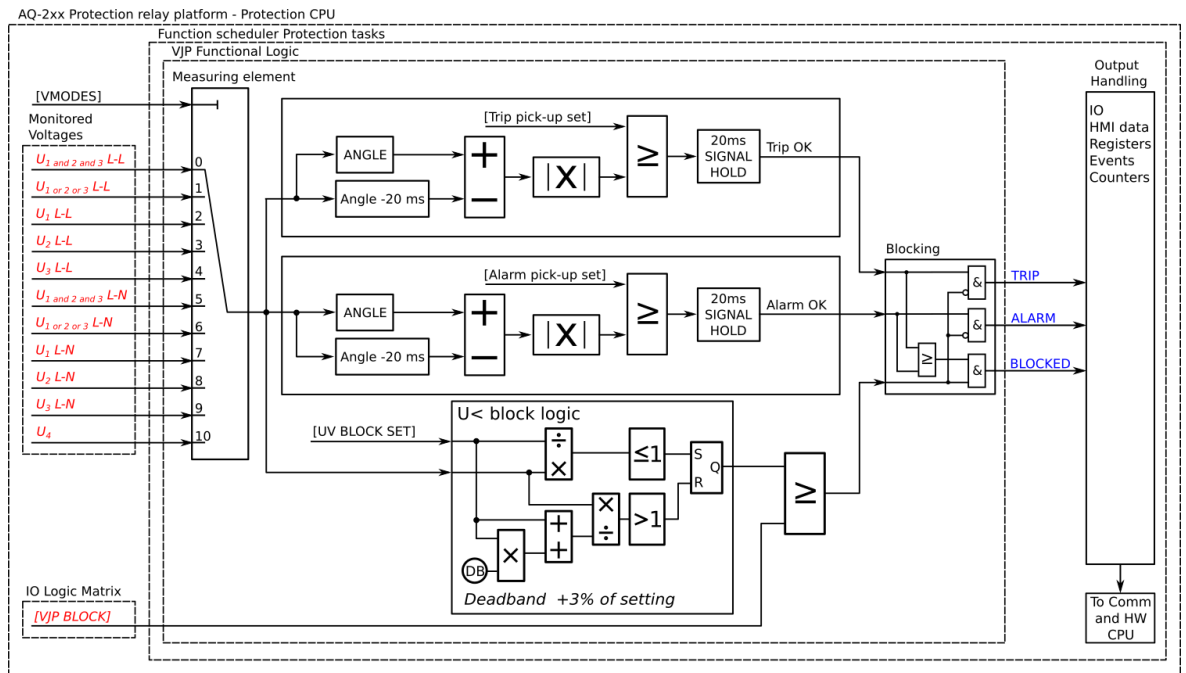 AQ-2xx Protection relay platform - Protection CPU
Function scheduler Protection tasks
VJP Functional Logic
Measuring element
[VMODES]
Monitored
Voltages
U1 and 2 and 3 L-L
U1 or 2 or 3 L-L
U1 L-L
U2 L-L
U3 L-L
U1 and 2 and 3 L-N
U1 or 2 or 3 L-N
U1 L-N
U2 L-N
U3 L-N
U4
0
1
2
3
4
5
6
7
8
9
10
[Trip pick-up set]
ANGLE
Angle -20 ms
+
−
|X|
≥
20ms
SIGNAL
HOLD
Trip OK
[Alarm pick-up set]
ANGLE
Angle -20 ms
+
−
|X|
≥
20ms
SIGNAL
HOLD
Alarm OK
U< block logic
[UV BLOCK SET]
÷
×
≤1
S
Q
R
×
÷
>1
+
+
×
DB
Deadband +3% of setting
≥
Blocking
&
&
≥
&
TRIP
ALARM
BLOCKED
Output
Handling
IO
HMI data
Registers
Events
Counters
To Comm
and HW
CPU
IO Logic Matrix
[VJP BLOCK]